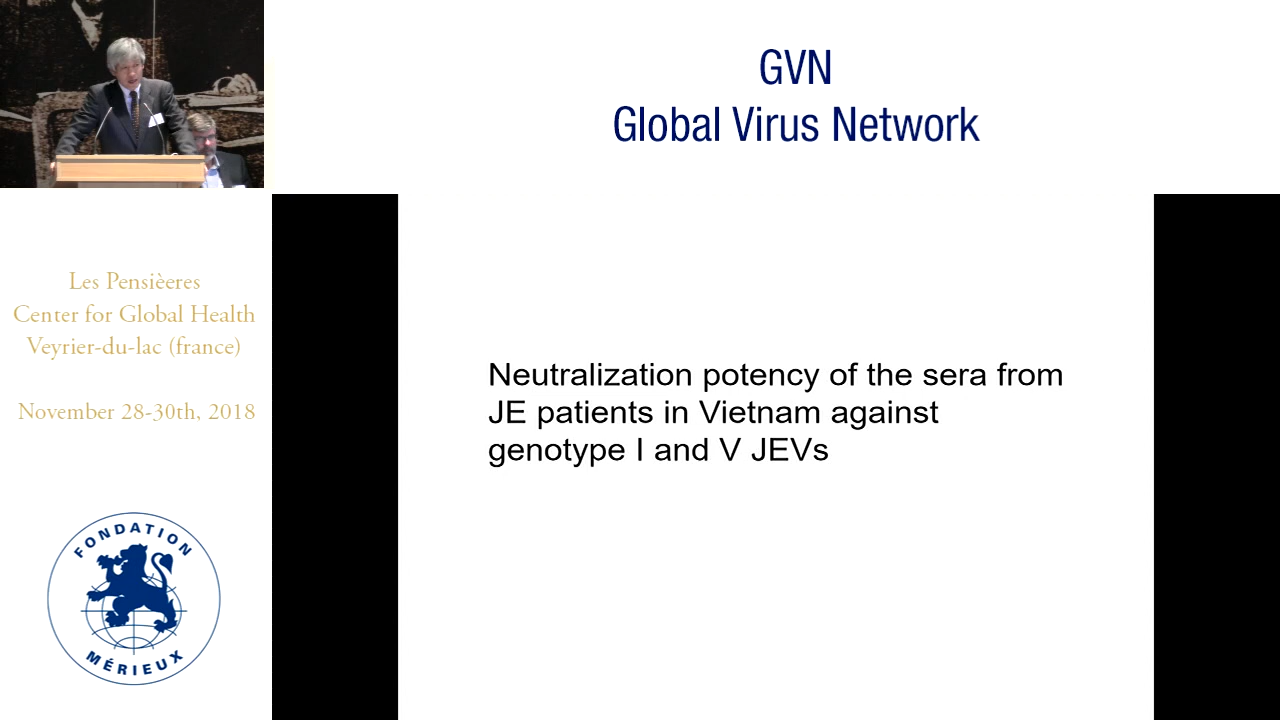 GVN
Global Virus Network
Les Pensièeres
Center for Global Health
Veyrier-du-lac (france)
November 28-30th, 2018
FONDATION
MÉRIEUX
Neutralization potency of the sera from
JE patients in Vietnam against
genotype I and V JEVs